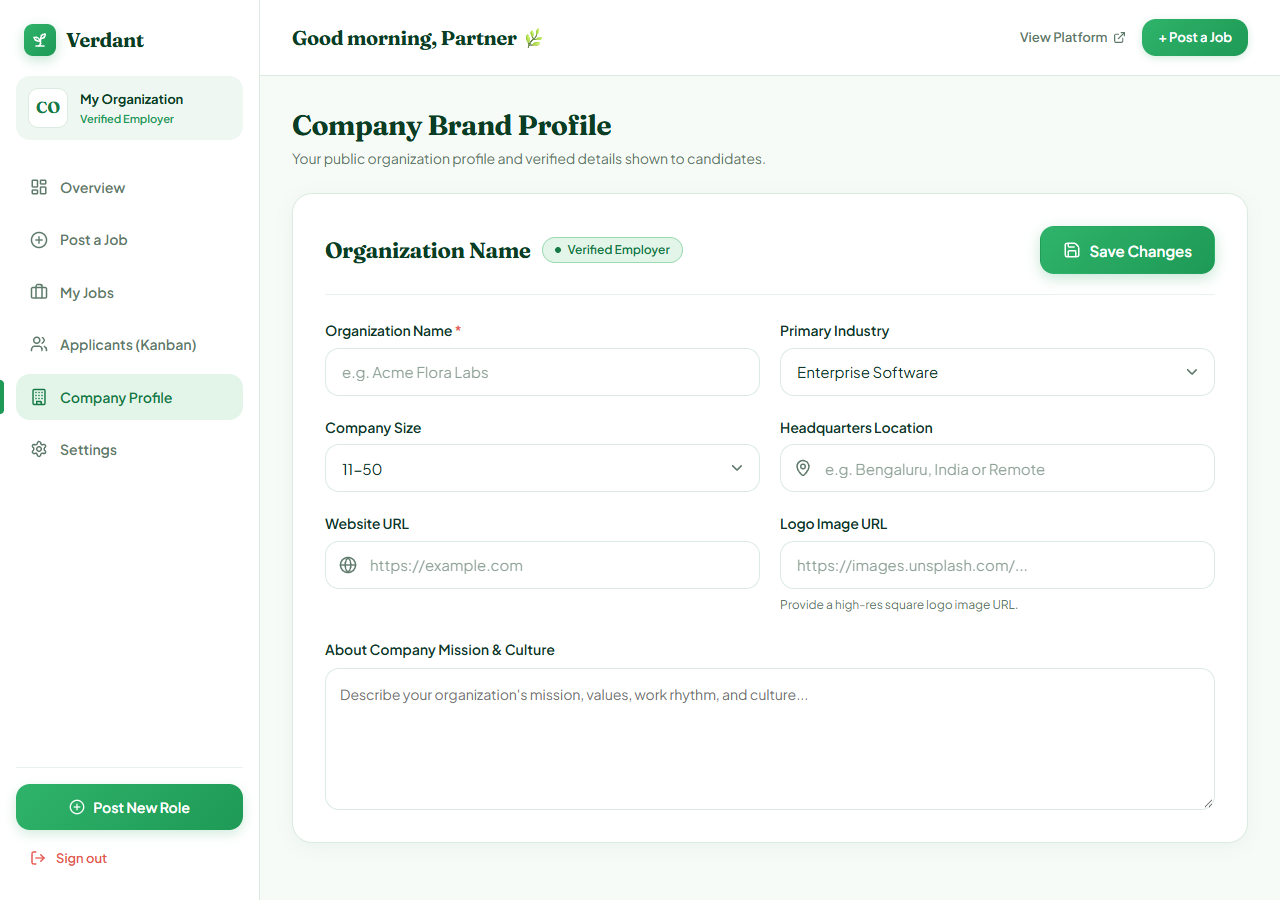 Verdant
CO
My Organization
Verified Employer
Overview
Post a Job
My Jobs
Applicants (Kanban)
Company Profile
Settings
Post New Role
Sign out
Good morning, Partner 🌿
View Platform
+ Post a Job
Company Brand Profile
Your public organization profile and verified details shown to candidates.
Organization Name
Verified Employer
Save Changes
Organization Name *
e.g. Acme Flora Labs
Primary Industry
Enterprise Software
Company Size
11–50
Headquarters Location
e.g. Bengaluru, India or Remote
Website URL
https://example.com
Logo Image URL
https://images.unsplash.com/...
Provide a high-res square logo image URL.
About Company Mission & Culture
Describe your organization's mission, values, work rhythm, and culture...